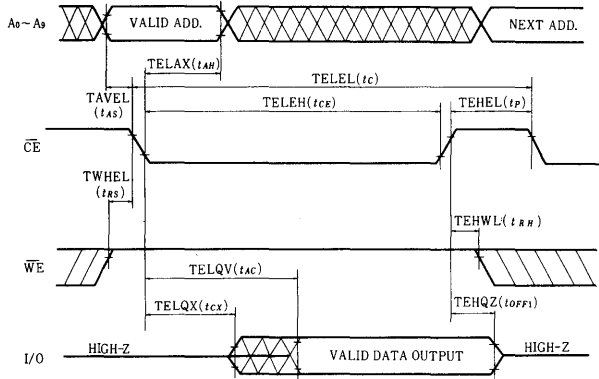 A0~A9 VALID ADD. NEXT ADD.
TELAX(tAH) TELEL(tC)
TAVEL
(tAS)
TELEH(tCE) TEHEL(tP)
CE
TWHEL
(tRS)
TEHWL(tRH)
WE
TELQV(tAC)
TELQX(tCX) TEHQZ(tOFF1)
I/O HIGH-Z VALID DATA OUTPUT HIGH-Z